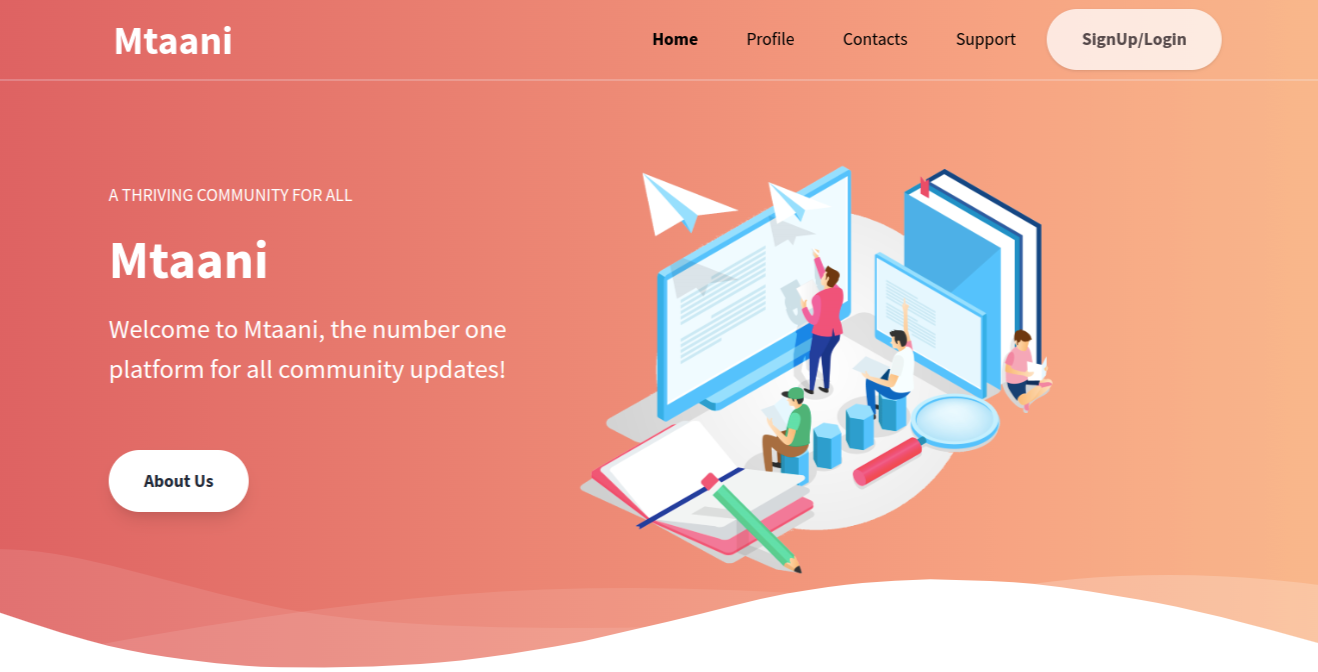 Mtaani
Home
Profile
Contacts
Support
SignUp/Login
A THRIVING COMMUNITY FOR ALL
Mtaani
Welcome to Mtaani, the number one
platform for all community updates!
About Us